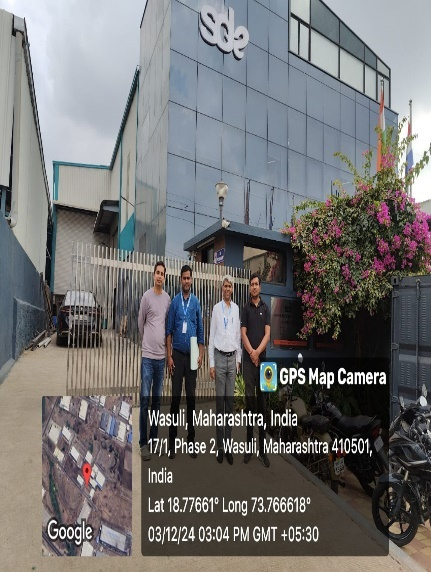 sbs
GPS Map Camera
Wasuli, Maharashtra, India
17/1, Phase 2, Wasuli, Maharashtra 410501,
India
Lat 18.77661° Long 73.766618°
03/12/24 03:04 PM GMT +05:30
Google